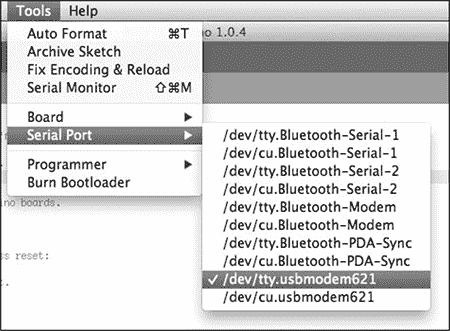 Tools Help
no 1.0.4
Auto Format ⌘T
Archive Sketch
Fix Encoding & Reload
Serial Monitor ⇧⌘M
Board ▶
Serial Port ▶
Programmer ▶
Burn Bootloader
/dev/tty.Bluetooth-Serial-1
/dev/cu.Bluetooth-Serial-1
/dev/tty.Bluetooth-Serial-2
/dev/cu.Bluetooth-Serial-2
/dev/tty.Bluetooth-Modem
/dev/cu.Bluetooth-Modem
/dev/tty.Bluetooth-PDA-Sync
/dev/cu.Bluetooth-PDA-Sync
✓ /dev/tty.usbmodem621
/dev/cu.usbmodem621
ino boards.
ss reset: